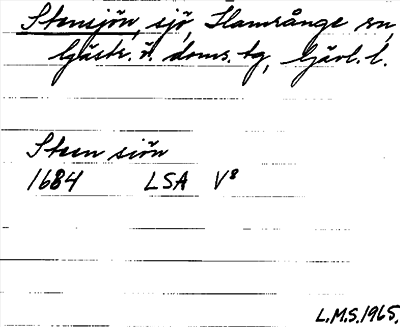 Stensjön, sjö, Hamrånge sn,
Gästr. ö. doms. tg, Gävl. l.
Steen siön
1684 LSA V⁸
L.M.S. 1965.